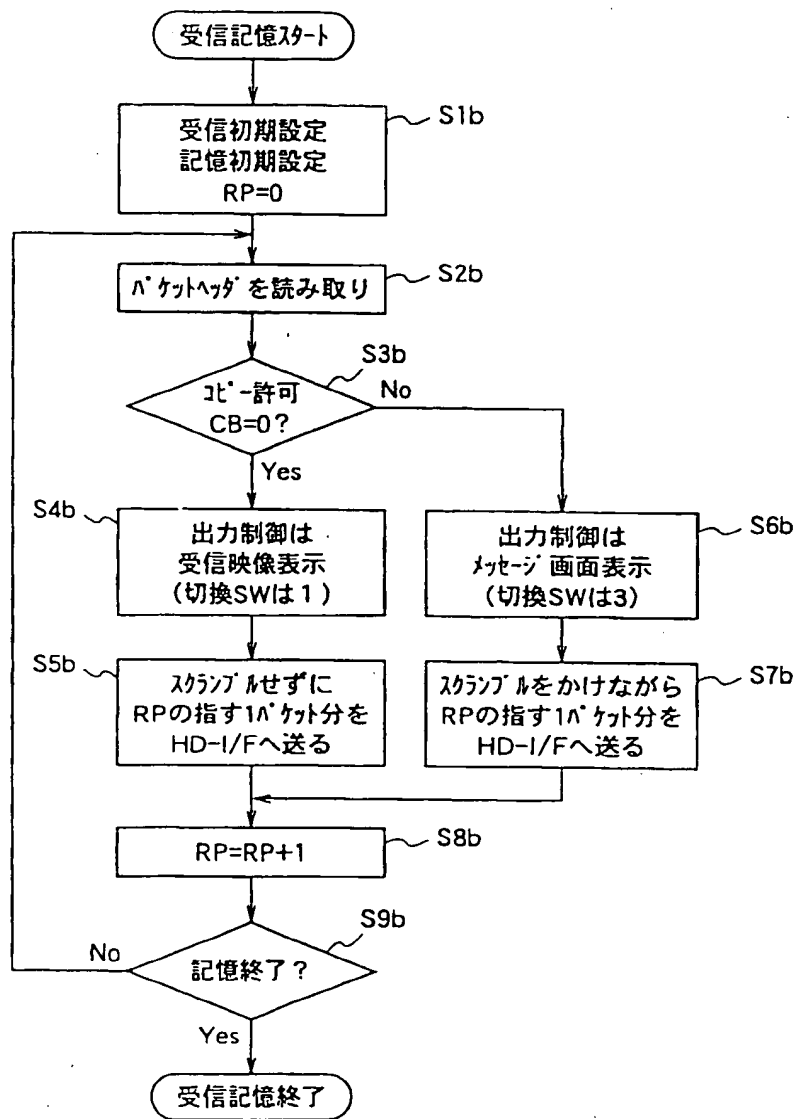 受信記憶スタート
S1b
受信初期設定
記憶初期設定
RP=0
S2b
パケットヘッダを読み取り
S3b
コピー許可
CB=0?
No
Yes
S4b
出力制御は
受信映像表示
(切換SWは1)
S6b
出力制御は
メッセージ画面表示
(切換SWは3)
S5b
スクランブルせずに
RPの指す1パケット分を
HD-I/Fへ送る
S7b
スクランブルをかけながら
RPの指す1パケット分を
HD-I/Fへ送る
RP=RP+1
S8b
S9b
No
記憶終了?
Yes
受信記憶終了